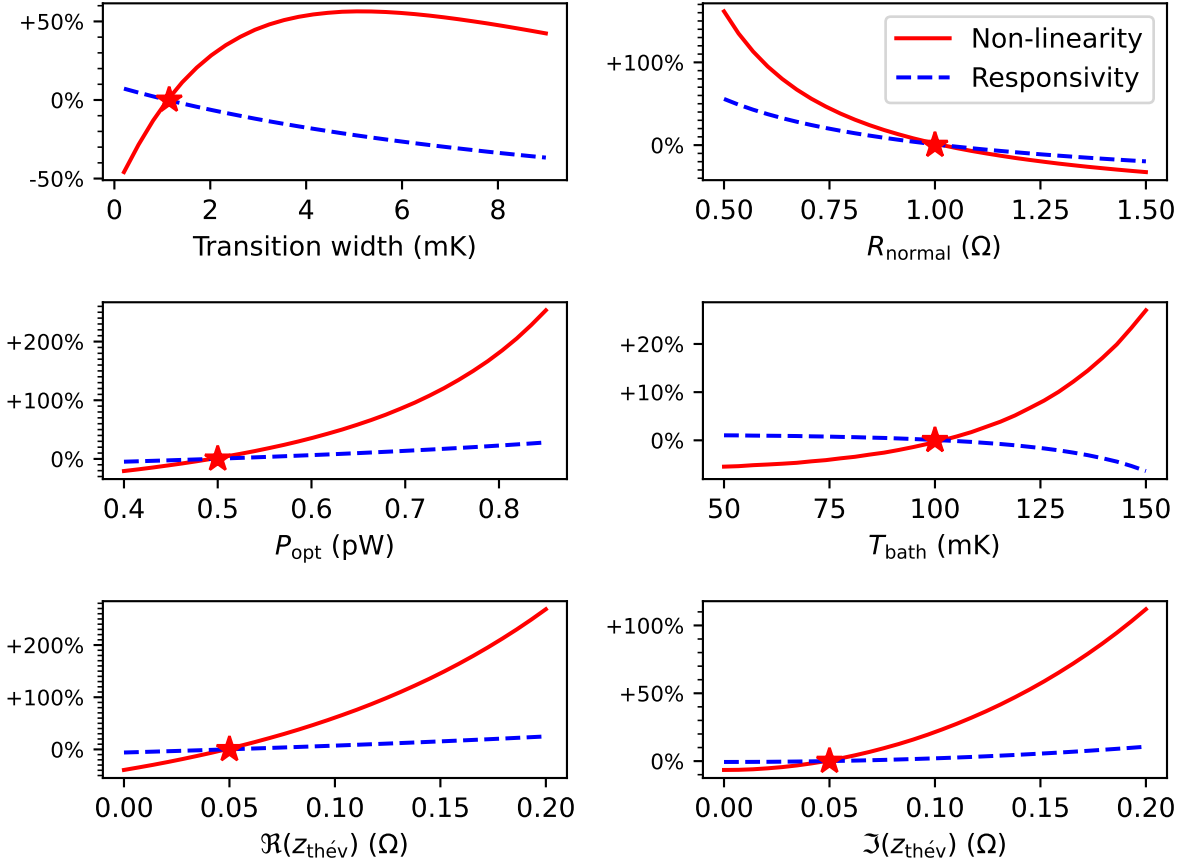 +50%
0%
-50%
0 2 4 6 8
Transition width (mK)
+100%
0%
0.50 0.75 1.00 1.25 1.50
R_normal (Ω)
Non-linearity
Responsivity
+200%
+100%
0%
0.4 0.5 0.6 0.7 0.8
P_opt (pW)
+20%
+10%
0%
50 75 100 125 150
T_bath (mK)
+200%
+100%
0%
0.00 0.05 0.10 0.15 0.20
ℜ(z_thév) (Ω)
+100%
+50%
0%
0.00 0.05 0.10 0.15 0.20
ℑ(z_thév) (Ω)